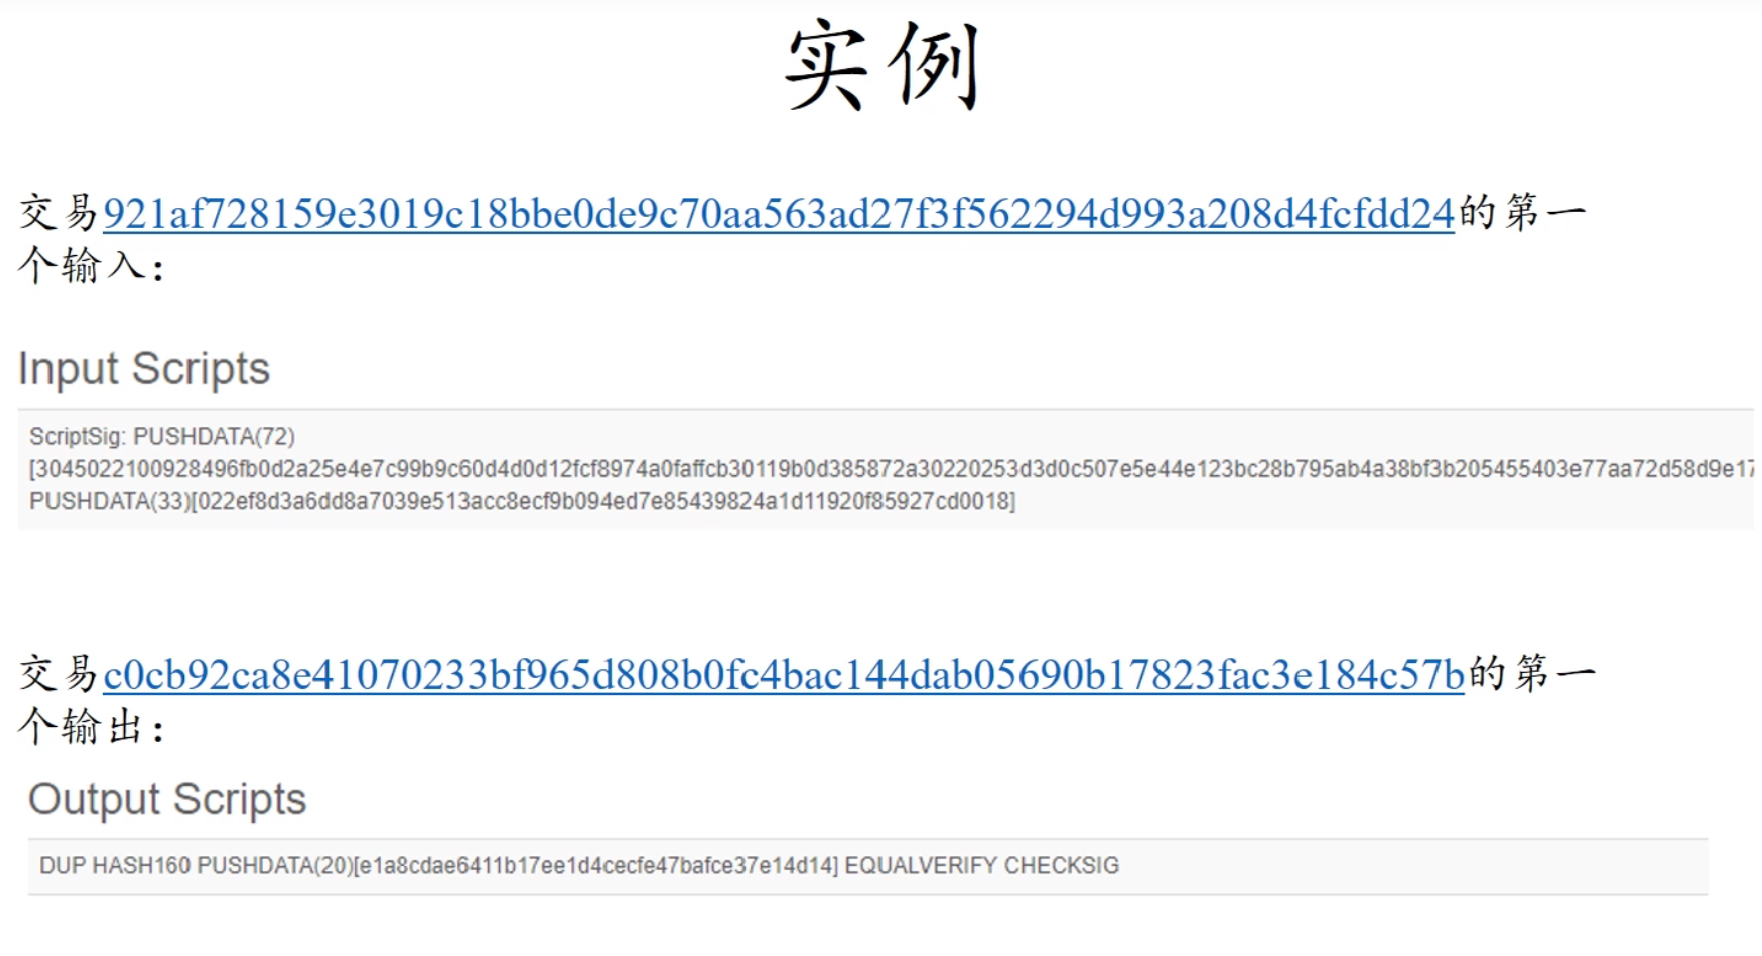 实例
交易921af728159e3019c18bbe0de9c70aa563ad27f3f562294d993a208d4fcfdd24的第一
个输入：
Input Scripts
ScriptSig: PUSHDATA(72)
[3045022100928496fb0d2a25e4e7c99b9c60d4d0d12fcf8974a0faffcb30119b0d385872a30220253d3d0c507e5e44e123bc28b795ab4a38bf3b205455403e77aa72d58d9e17
PUSHDATA(33)[022ef8d3a6dd8a7039e513acc8ecf9b094ed7e85439824a1d11920f85927cd0018]
交易c0cb92ca8e41070233bf965d808b0fc4bac144dab05690b17823fac3e184c57b的第一
个输出：
Output Scripts
DUP HASH160 PUSHDATA(20)[e1a8cdae6411b17ee1d4cecfe47bafce37e14d14] EQUALVERIFY CHECKSIG